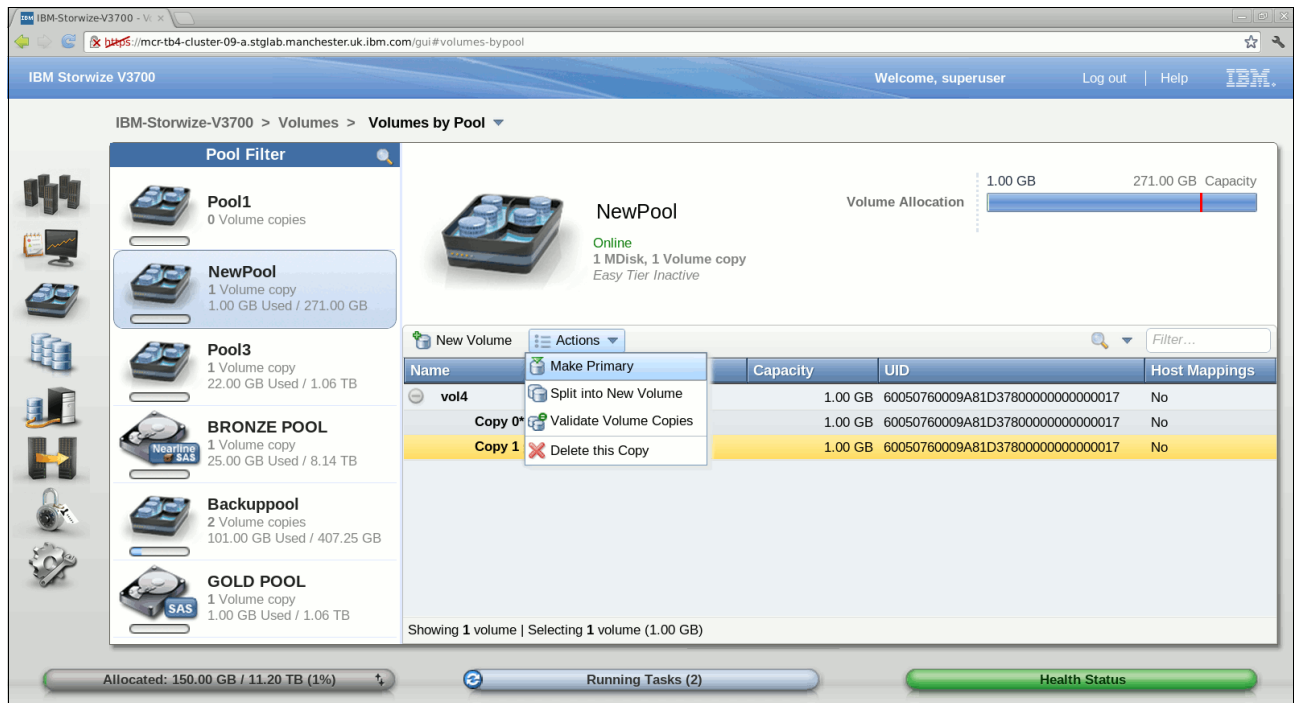 IBM-Storwize-V3700 - Vo
https://mcr-tb4-cluster-09-a.stglab.manchester.uk.ibm.com/gui#volumes-bypool
IBM Storwize V3700
Welcome, superuser
Log out | Help
IBM.
IBM-Storwize-V3700 > Volumes > Volumes by Pool
Pool Filter
Pool1
0 Volume copies
NewPool
1 Volume copy
1.00 GB Used / 271.00 GB
Pool3
1 Volume copy
22.00 GB Used / 1.06 TB
Nearline
SAS
BRONZE POOL
1 Volume copy
25.00 GB Used / 8.14 TB
Backuppool
2 Volume copies
101.00 GB Used / 407.25 GB
SAS
GOLD POOL
1 Volume copy
1.00 GB Used / 1.06 TB
NewPool
Online
1 MDisk, 1 Volume copy
Easy Tier Inactive
Volume Allocation
1.00 GB
271.00 GB Capacity
New Volume
Actions
Filter...
Make Primary
Split into New Volume
Validate Volume Copies
Delete this Copy
Name Capacity UID Host Mappings
vol4 1.00 GB 60050760009A81D37800000000000017 No
Copy 0* 1.00 GB 60050760009A81D37800000000000017 No
Copy 1 1.00 GB 60050760009A81D37800000000000017 No
Showing 1 volume | Selecting 1 volume (1.00 GB)
Allocated: 150.00 GB / 11.20 TB (1%)
Running Tasks (2)
Health Status